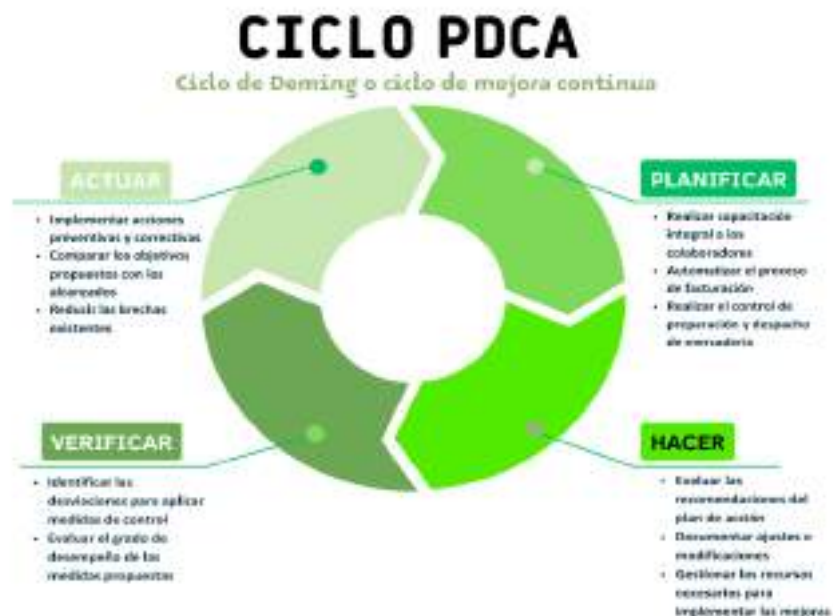 CICLO PDCA
Ciclo de Deming o ciclo de mejora continua
ACTUAR
• Implementar acciones
preventivas y correctivas
• Comparar los objetivos
propuestos con los
alcanzados
• Reducir las brechas
existentes
PLANIFICAR
• Realizar capacitación
integral a los
colaboradores
• Automatizar el proceso
de facturación
• Realizar el control de
preparación y despacho
de mercadería
VERIFICAR
• Identificar las
desviaciones para aplicar
medidas de control
• Evaluar el grado de
desempeño de las
medidas propuestas
HACER
• Evaluar las
recomendaciones del
plan de acción
• Documentar ajustes o
modificaciones
• Gestionar los recursos
necesarios para
implementar las mejoras